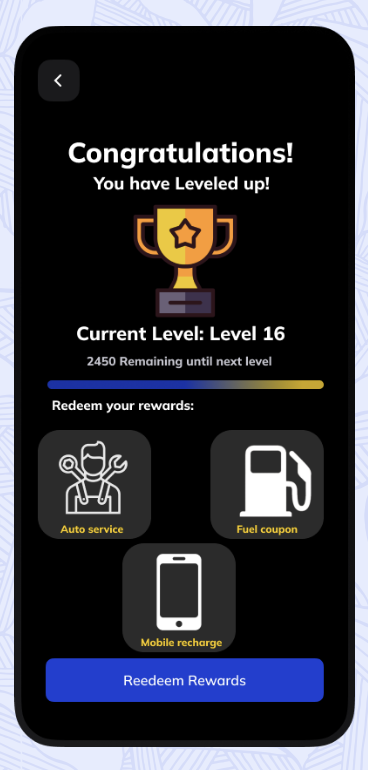 Congratulations!
You have Leveled up!
Current Level: Level 16
2450 Remaining until next level
Redeem your rewards:
Auto service
Fuel coupon
Mobile recharge
Reedeem Rewards